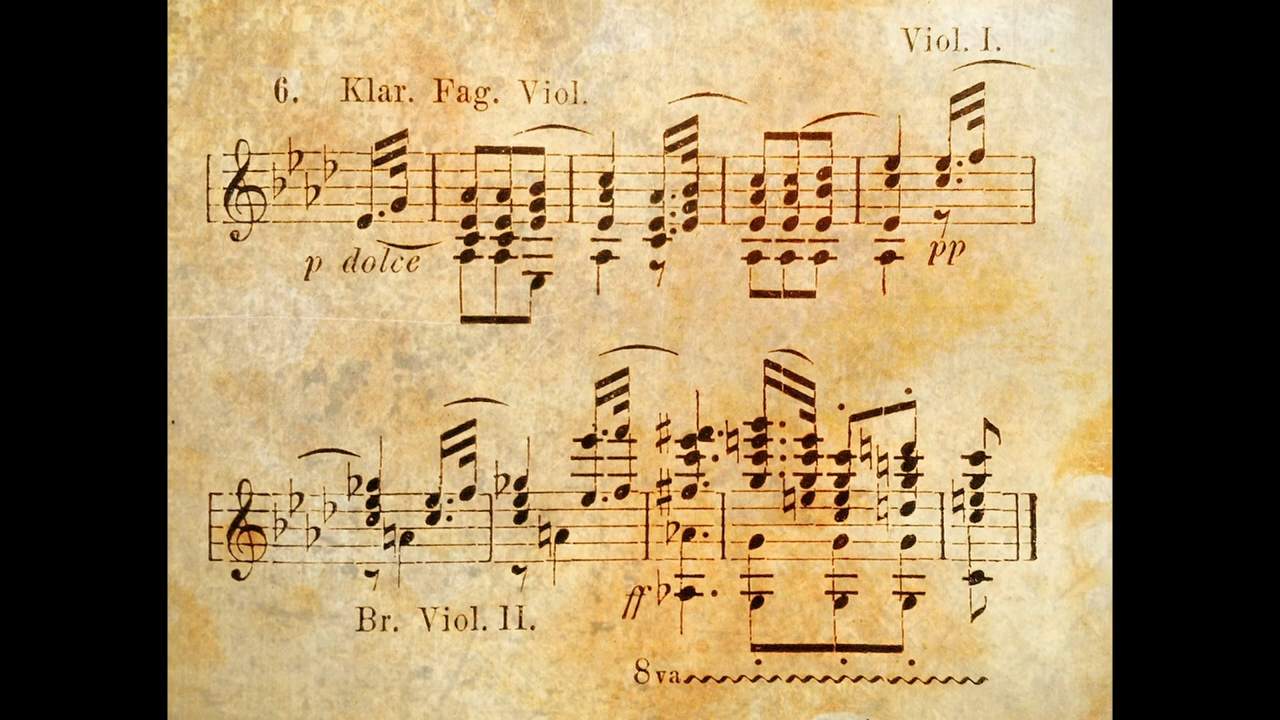 Viol. I.
6. Klar. Fag. Viol.
p dolce
pp
ff
Br. Viol. II.
8va